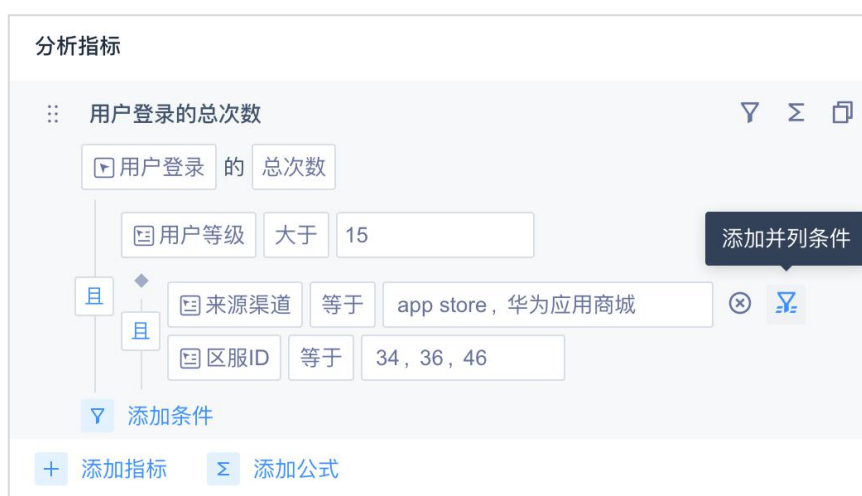 分析指标
用户登录的总次数
用户登录 的 总次数
用户等级 大于 15
添加并列条件
且
来源渠道 等于 app store, 华为应用商城
且
区服ID 等于 34, 36, 46
添加条件
添加指标 Σ 添加公式